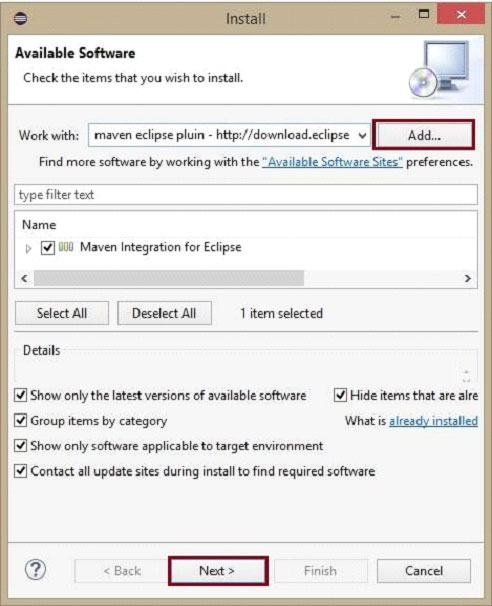 Install
Available Software
Check the items that you wish to install.
Work with: maven eclipse pluin - http://download.eclipse Add...
Find more software by working with the "Available Software Sites" preferences.
type filter text
Name
Maven Integration for Eclipse
Select All Deselect All 1 item selected
Details
Show only the latest versions of available software Hide items that are alre
Group items by category What is already installed
Show only software applicable to target environment
Contact all update sites during install to find required software
? < Back Next > Finish Cancel